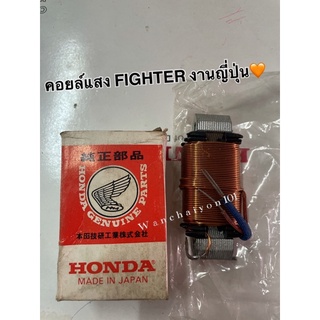 คอยล์แสง FIGHTER งานญี่ปุ่น🧡
純正部品
HONDA GENUINE PARTS
本田技研工業株式会社
HONDA
MADE IN JAPAN
Wanchaiyon101